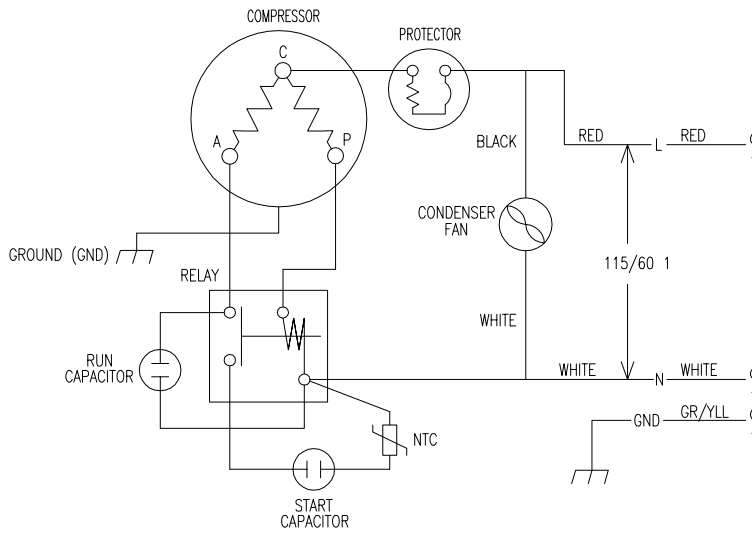 COMPRESSOR
C
PROTECTOR
A
P
BLACK
RED
L
RED
CONDENSER
FAN
GROUND (GND)
115/60 1
RELAY
WHITE
RUN
CAPACITOR
WHITE
N
WHITE
GND
GR/YLL
NTC
START
CAPACITOR